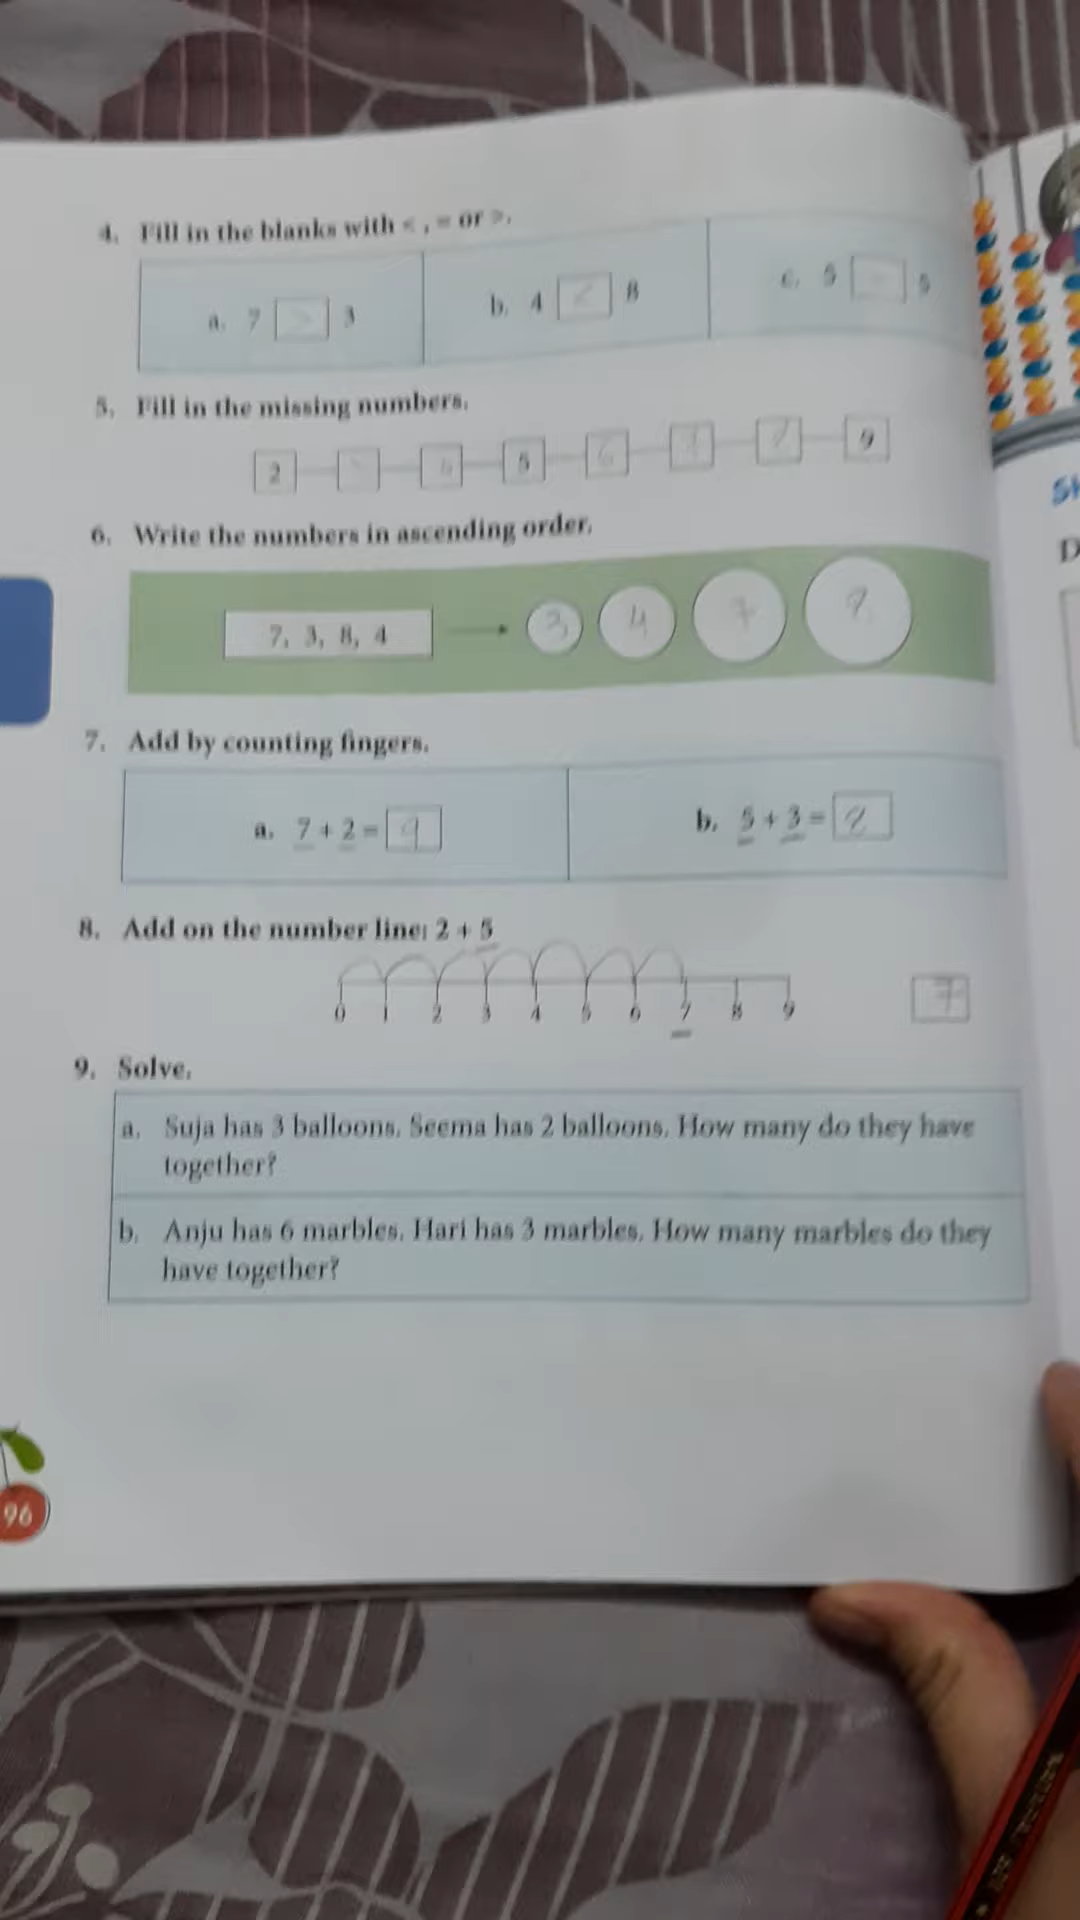 4. Fill in the blanks with < , = or >.
a. 7 > 3 b. 4 < 8 c. 5 = 5
5. Fill in the missing numbers.
2 4 5 6 7 8 9
6. Write the numbers in ascending order.
7, 3, 8, 4 3 4 7 8
7. Add by counting fingers.
a. 7 + 2 = 9 b. 5 + 3 = 8
8. Add on the number line: 2 + 5
0 1 2 3 4 5 6 7 8 9 7
9. Solve.
a. Suja has 3 balloons. Seema has 2 balloons. How many do they have
together?
b. Anju has 6 marbles. Hari has 3 marbles. How many marbles do they
have together?
96